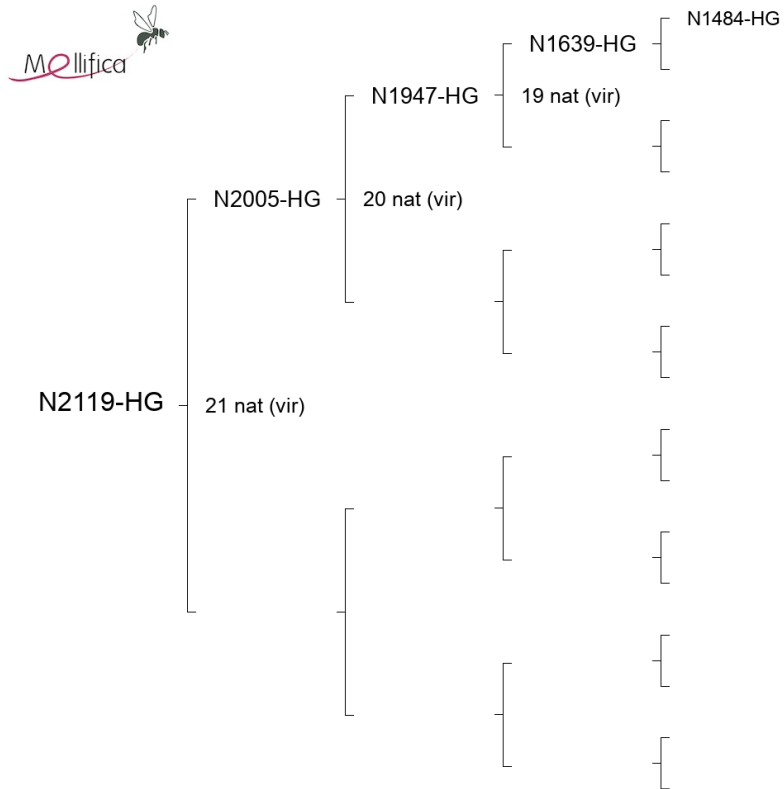 Mellifica
N1484-HG
N1639-HG
N1947-HG
19 nat (vir)
N2005-HG
20 nat (vir)
N2119-HG
21 nat (vir)